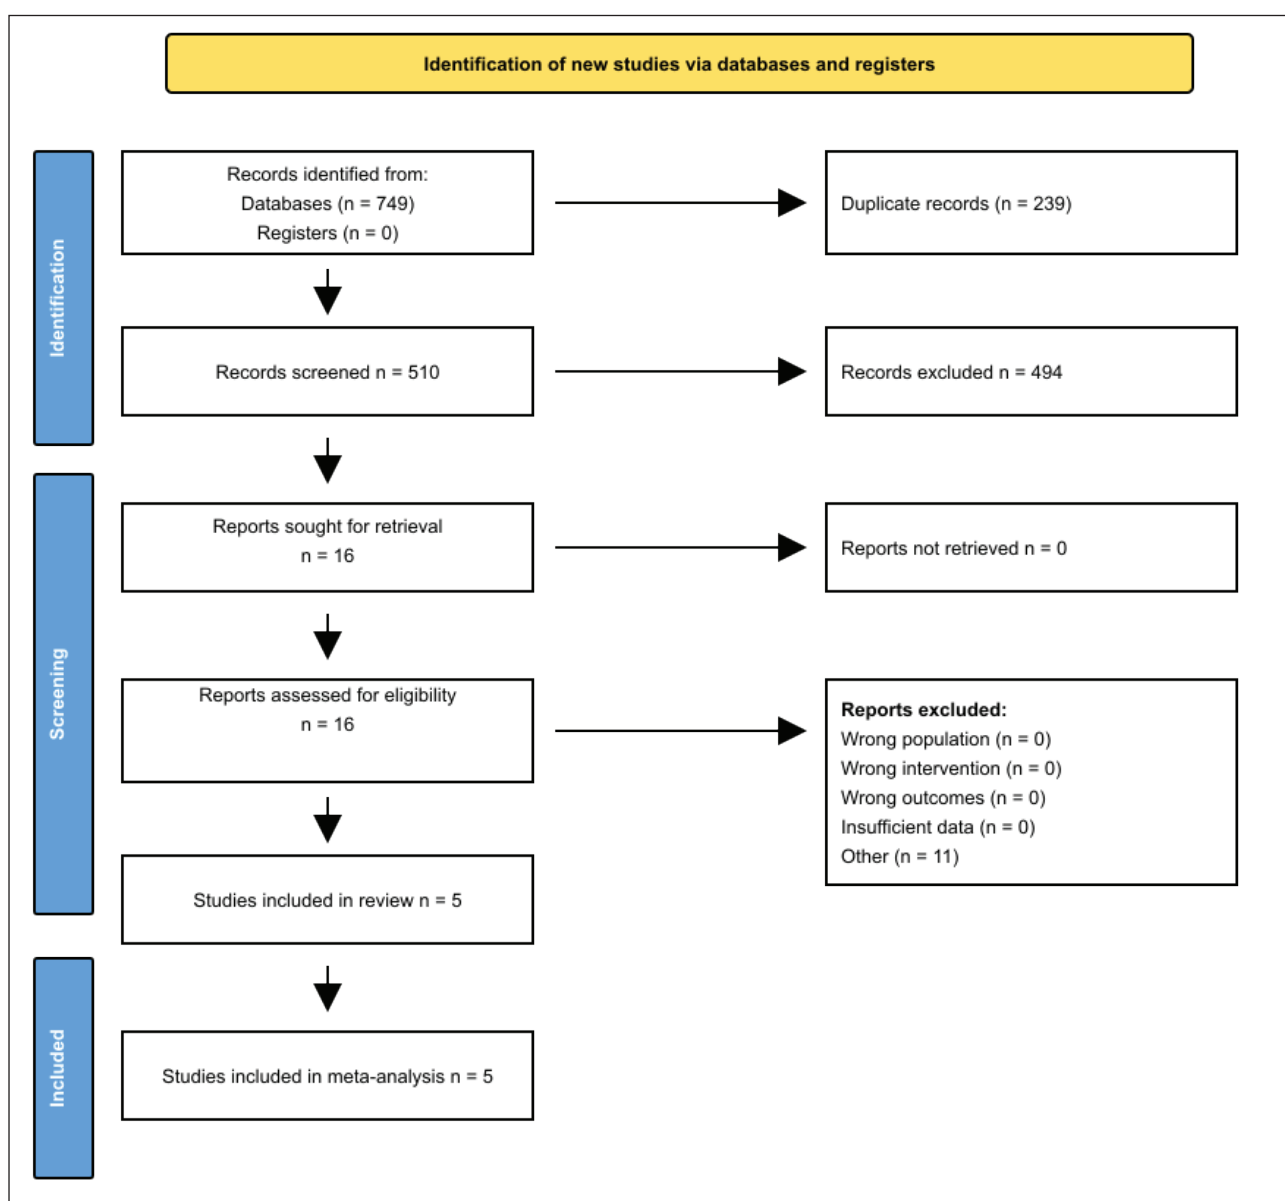 Identification of new studies via databases and registers
Identification
Records identified from:
Databases (n = 749)
Registers (n = 0)
Duplicate records (n = 239)
Records screened n = 510
Records excluded n = 494
Screening
Reports sought for retrieval
n = 16
Reports not retrieved n = 0
Reports assessed for eligibility
n = 16
Reports excluded:
Wrong population (n = 0)
Wrong intervention (n = 0)
Wrong outcomes (n = 0)
Insufficient data (n = 0)
Other (n = 11)
Studies included in review n = 5
Included
Studies included in meta-analysis n = 5